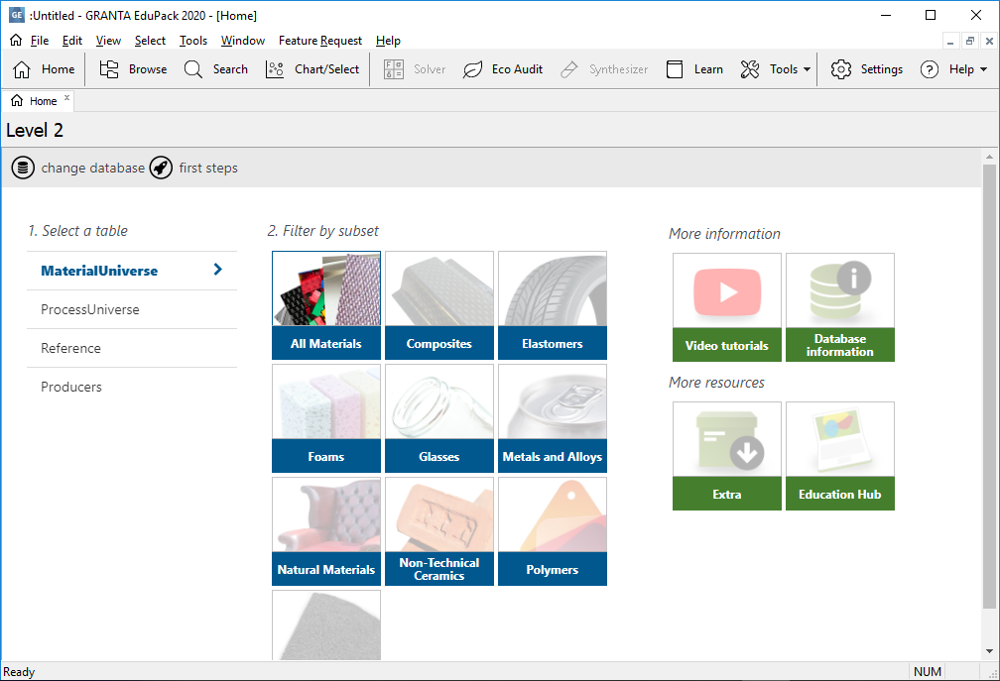 GE :Untitled - GRANTA EduPack 2020 - [Home]
File Edit View Select Tools Window Feature Request Help
Home Browse Search Chart/Select Solver Eco Audit Synthesizer Learn Tools Settings Help
Home
Level 2
change database first steps
1. Select a table
MaterialUniverse
ProcessUniverse
Reference
Producers
2. Filter by subset
All Materials Composites Elastomers
Foams Glasses Metals and Alloys
Natural Materials Non-Technical Ceramics Polymers
More information
Video tutorials Database information
More resources
Extra Education Hub
Ready NUM